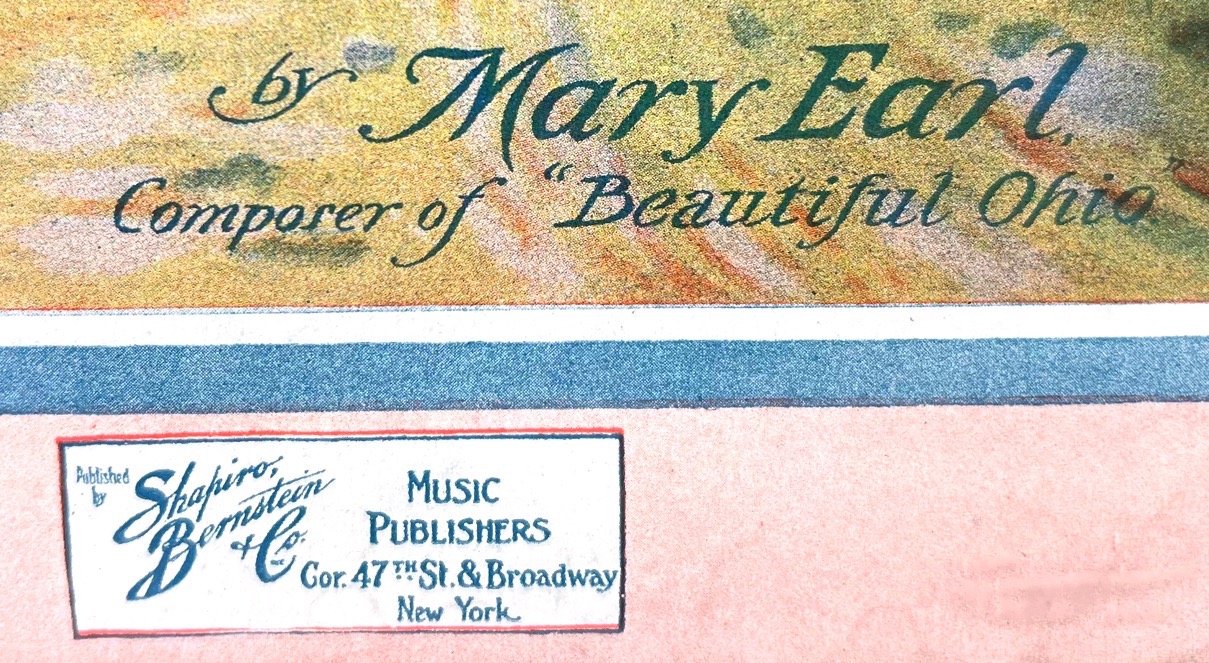 by Mary Earl,
Composer of "Beautiful Ohio"
Published
by
Shapiro,
Bernstein
& Co. INC.
MUSIC
PUBLISHERS
Cor. 47TH St. & Broadway
New York